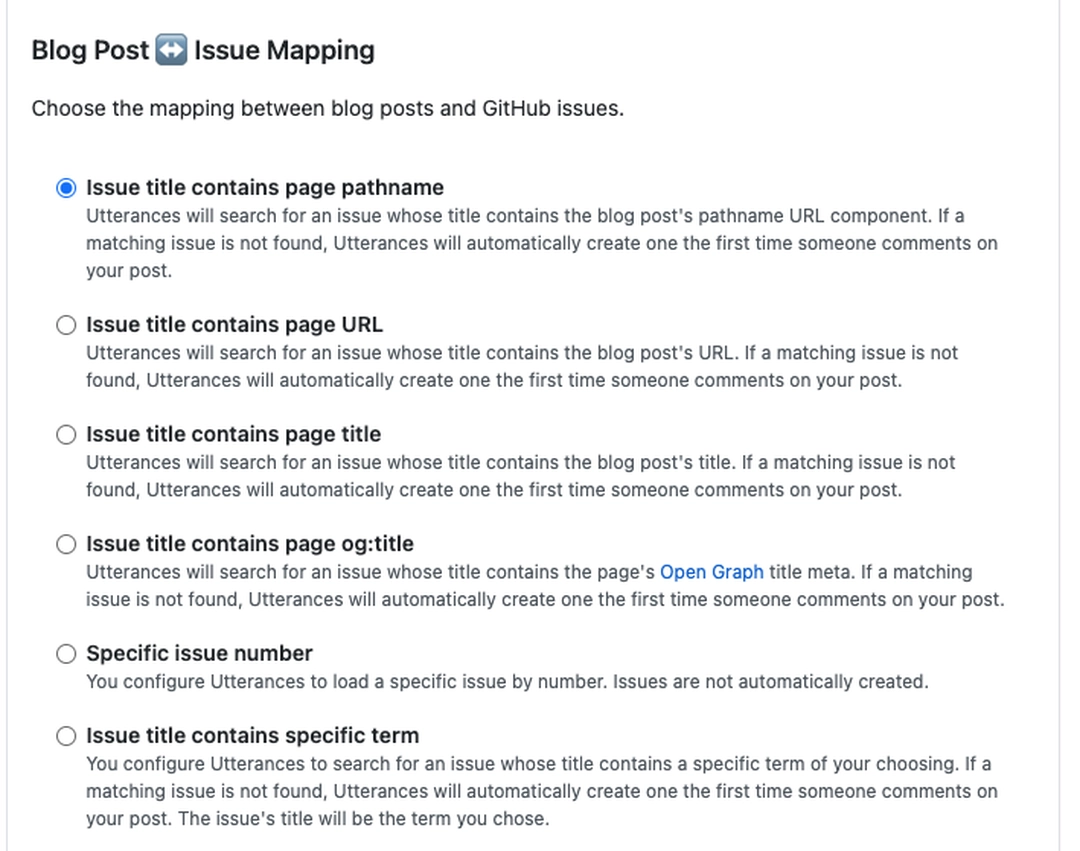 Blog Post ↔️ Issue Mapping
Choose the mapping between blog posts and GitHub issues.
Issue title contains page pathname
Utterances will search for an issue whose title contains the blog post's pathname URL component. If a
matching issue is not found, Utterances will automatically create one the first time someone comments on
your post.
Issue title contains page URL
Utterances will search for an issue whose title contains the blog post's URL. If a matching issue is not
found, Utterances will automatically create one the first time someone comments on your post.
Issue title contains page title
Utterances will search for an issue whose title contains the blog post's title. If a matching issue is not
found, Utterances will automatically create one the first time someone comments on your post.
Issue title contains page og:title
Utterances will search for an issue whose title contains the page's Open Graph title meta. If a matching
issue is not found, Utterances will automatically create one the first time someone comments on your post.
Specific issue number
You configure Utterances to load a specific issue by number. Issues are not automatically created.
Issue title contains specific term
You configure Utterances to search for an issue whose title contains a specific term of your choosing. If a
matching issue is not found, Utterances will automatically create one the first time someone comments on
your post. The issue's title will be the term you chose.